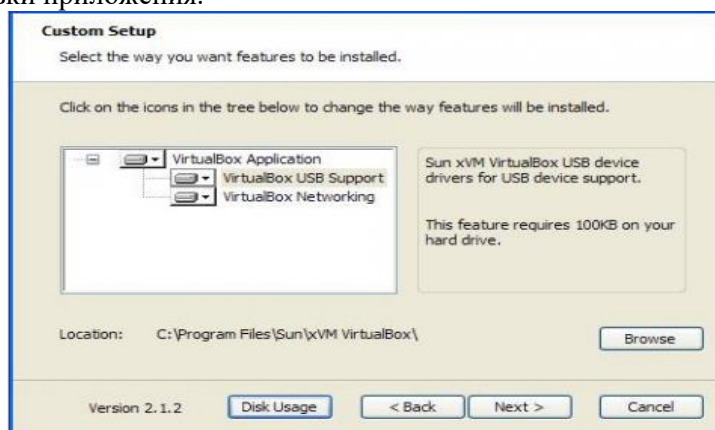 приложения.
Custom Setup
Select the way you want features to be installed.
Click on the icons in the tree below to change the way features will be installed.
VirtualBox Application
VirtualBox USB Support
VirtualBox Networking
Sun xVM VirtualBox USB device
drivers for USB device support.
This feature requires 100KB on your
hard drive.
Location: C:\Program Files\Sun\xVM VirtualBox\
Browse
Version 2.1.2 Disk Usage < Back Next > Cancel